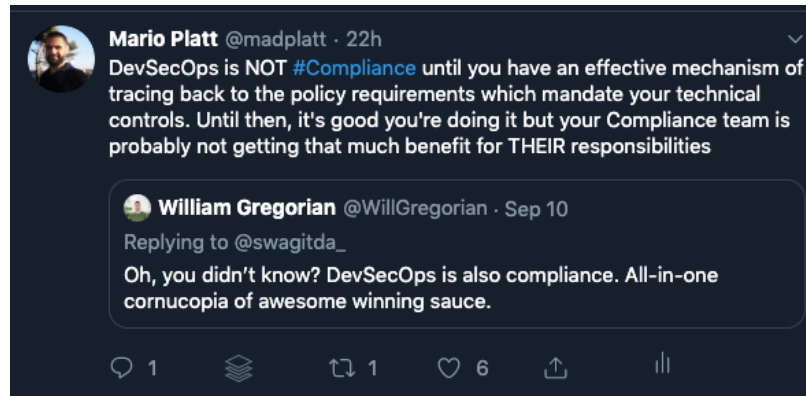 Mario Platt @madplatt · 22h
DevSecOps is NOT #Compliance until you have an effective mechanism of
tracing back to the policy requirements which mandate your technical
controls. Until then, it's good you're doing it but your Compliance team is
probably not getting that much benefit for THEIR responsibilities
William Gregorian @WillGregorian · Sep 10
Replying to @swagitda_
Oh, you didn't know? DevSecOps is also compliance. All-in-one
cornucopia of awesome winning sauce.
1 1 6